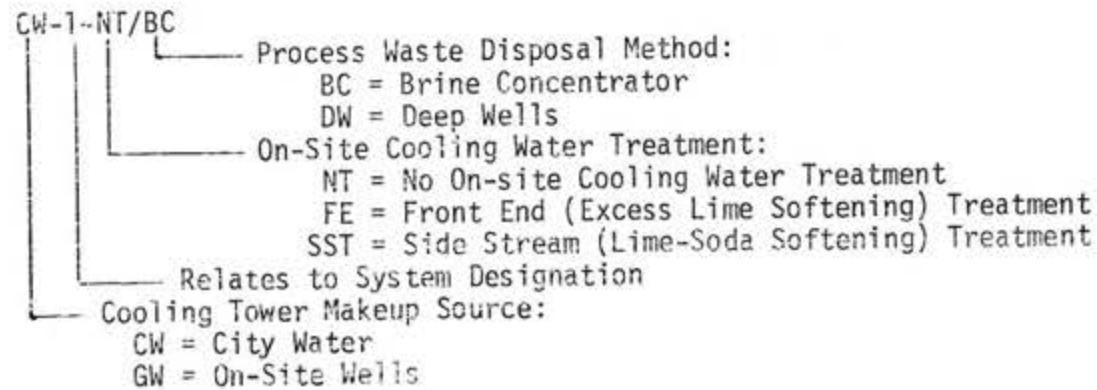 CW-1-NT/BC
Process Waste Disposal Method:
BC = Brine Concentrator
DW = Deep Wells
On-Site Cooling Water Treatment:
NT = No On-site Cooling Water Treatment
FE = Front End (Excess Lime Softening) Treatment
SST = Side Stream (Lime-Soda Softening) Treatment
Relates to System Designation
Cooling Tower Makeup Source:
CW = City Water
GW = On-Site Wells